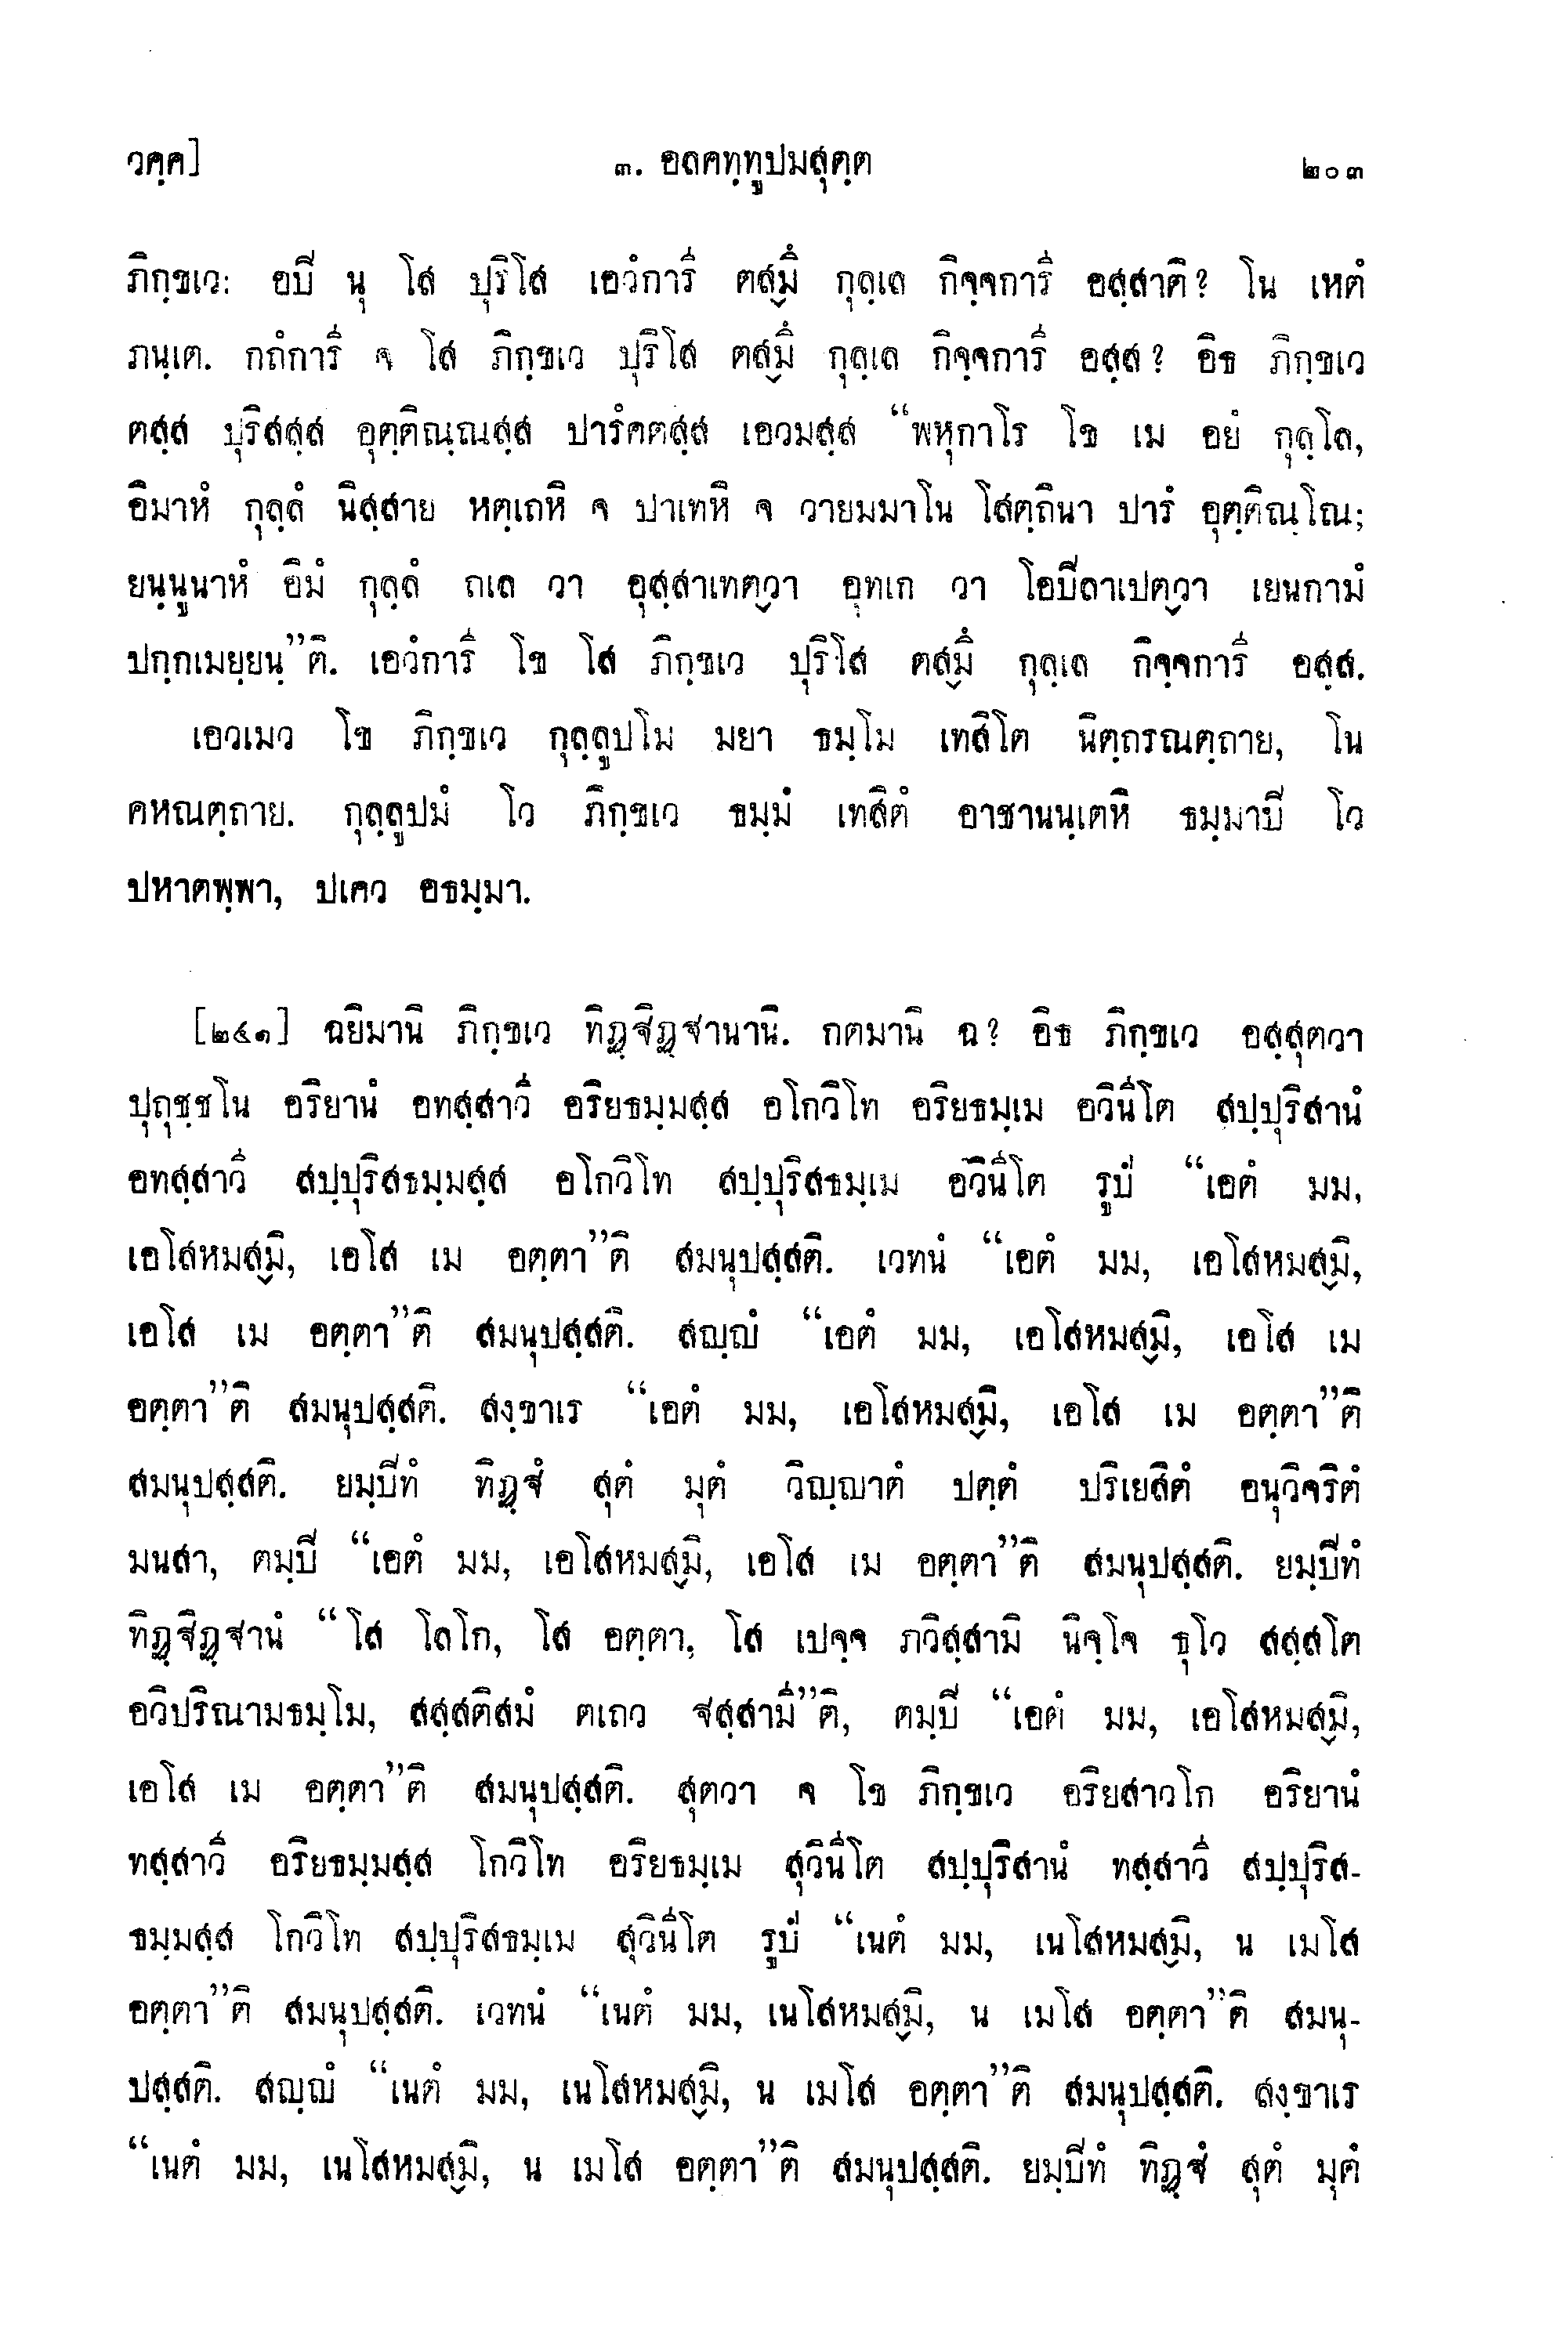 วคฺค] ๓. อลคทฺทูปมสุตฺต ๒๐๓
ภิกฺขเว: อปิ นุ โส ปุริโส เอวํการี ตสฺมึ กุลฺเล กิจฺจการี อสฺสาติ? โน เหตํ
ภนฺเต. กถํการี จ โส ภิกฺขเว ปุริโส ตสฺมึ กุลฺเล กิจฺจการี อสฺส? อิธ ภิกฺขเว
ตสฺส ปุริสสฺส อุตฺติณฺณสฺส ปารํคตสฺส เอวมสฺส “พหุกาโร โข เม อยํ กุลฺโล,
อิมาหํ กุลฺลํ นิสฺสาย หตฺเถหิ จ ปาเทหิ จ วายมมาโน โสตฺถินา ปารํ อุตฺติณฺโณ;
ยนฺนูนาหํ อิมํ กุลฺลํ ถเล วา อุสฺสาเทตฺวา อุทเก วา โอปิลาเปตฺวา เยนกามํ
ปกฺกเมยฺยนฺ”ติ. เอวํการี โข โส ภิกฺขเว ปุริโส ตสฺมึ กุลฺเล กิจฺจการี อสฺส.
เอวเมว โข ภิกฺขเว กุลฺลูปโม มยา ธมฺโม เทสิโต นิตฺถรณตฺถาย, โน
คหณตฺถาย. กุลฺลูปมํ โว ภิกฺขเว ธมฺมํ เทสิตํ อาชานนฺเตหิ ธมฺมาปิ โว
ปหาตพฺพา, ปเคว อธมฺมา.
[๒๔๑] ฉยิมานิ ภิกฺขเว ทิฏฺฐิฏฺฐานานิ. กตมานิ ฉ? อิธ ภิกฺขเว อสฺสุตวา
ปุถุชฺชโน อริยานํ อทสฺสาวี อริยธมฺมสฺส อโกวิโท อริยธมฺเม อวินีโต สปฺปุริสานํ
อทสฺสาวี สปฺปุริสธมฺมสฺส อโกวิโท สปฺปุริสธมฺเม อวินีโต รูปํ “เอตํ มม,
เอโสหมสฺมิ, เอโส เม อตฺตา”ติ สมนุปสฺสติ. เวทนํ “เอตํ มม, เอโสหมสฺมิ,
เอโส เม อตฺตา”ติ สมนุปสฺสติ. สญฺญํ “เอตํ มม, เอโสหมสฺมิ, เอโส เม
อตฺตา”ติ สมนุปสฺสติ. สงฺขาเร “เอตํ มม, เอโสหมสฺมิ, เอโส เม อตฺตา”ติ
สมนุปสฺสติ. ยมฺปิทํ ทิฏฺฐํ สุตํ มุตํ วิญฺญาตํ ปตฺตํ ปริเยสิตํ อนุวิจริตํ
มนสา, ตมฺปิ “เอตํ มม, เอโสหมสฺมิ, เอโส เม อตฺตา”ติ สมนุปสฺสติ. ยมฺปิทํ
ทิฏฺฐิฏฺฐานํ “โส โลโก, โส อตฺตา, โส เปจฺจ ภวิสฺสามิ นิจฺโจ ธุโว สสฺสโต
อวิปริณามธมฺโม, สสฺสติสมํ ตเถว ฐสฺสามี”ติ, ตมฺปิ “เอตํ มม, เอโสหมสฺมิ,
เอโส เม อตฺตา”ติ สมนุปสฺสติ. สุตวา จ โข ภิกฺขเว อริยสาวโก อริยานํ
ทสฺสาวี อริยธมฺมสฺส โกวิโท อริยธมฺเม สุวินีโต สปฺปุริสานํ ทสฺสาวี สปฺปุริส-
ธมฺมสฺส โกวิโท สปฺปุริสธมฺเม สุวินีโต รูปํ “เนตํ มม, เนโสหมสฺมิ, น เมโส
อตฺตา”ติ สมนุปสฺสติ. เวทนํ “เนตํ มม, เนโสหมสฺมิ, น เมโส อตฺตา”ติ สมนุ-
ปสฺสติ. สญฺญํ “เนตํ มม, เนโสหมสฺมิ, น เมโส อตฺตา”ติ สมนุปสฺสติ. สงฺขาเร
“เนตํ มม, เนโสหมสฺมิ, น เมโส อตฺตา”ติ สมนุปสฺสติ. ยมฺปิทํ ทิฏฺฐํ สุตํ มุตํ